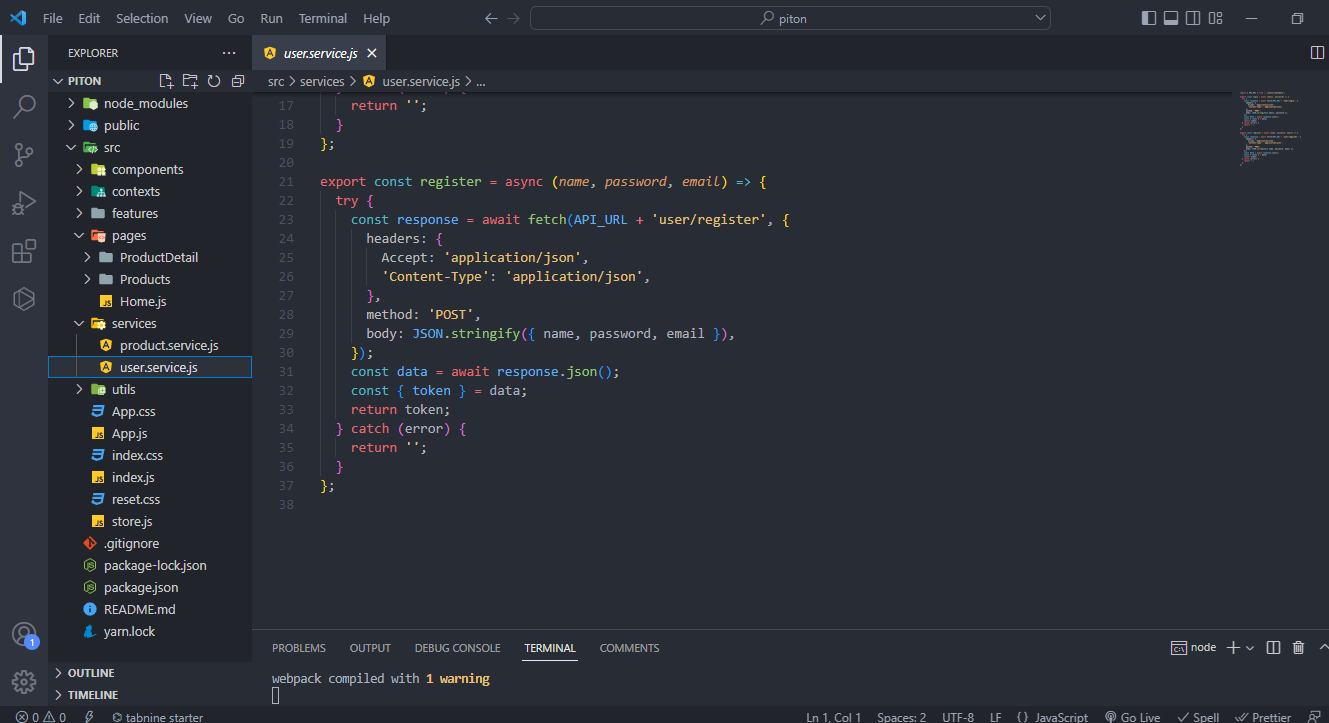 File Edit Selection View Go Run Terminal Help
piton
EXPLORER
user.service.js
PITON
src > services > user.service.js > ...
node_modules
public
src
components
contexts
features
pages
ProductDetail
Products
Home.js
services
product.service.js
user.service.js
utils
App.css
App.js
index.css
index.js
reset.css
store.js
.gitignore
package-lock.json
package.json
README.md
yarn.lock
OUTLINE
TIMELINE
17 return '';
18 }
19 };
20
21 export const register = async (name, password, email) => {
22 try {
23 const response = await fetch(API_URL + 'user/register', {
24 headers: {
25 Accept: 'application/json',
26 'Content-Type': 'application/json',
27 },
28 method: 'POST',
29 body: JSON.stringify({ name, password, email }),
30 });
31 const data = await response.json();
32 const { token } = data;
33 return token;
34 } catch (error) {
35 return '';
36 }
37 };
38
PROBLEMS OUTPUT DEBUG CONSOLE TERMINAL COMMENTS
node
webpack compiled with 1 warning
1
0 0 tabnine starter
Ln 1, Col 1 Spaces: 2 UTF-8 LF {} JavaScript Go Live Spell Prettier